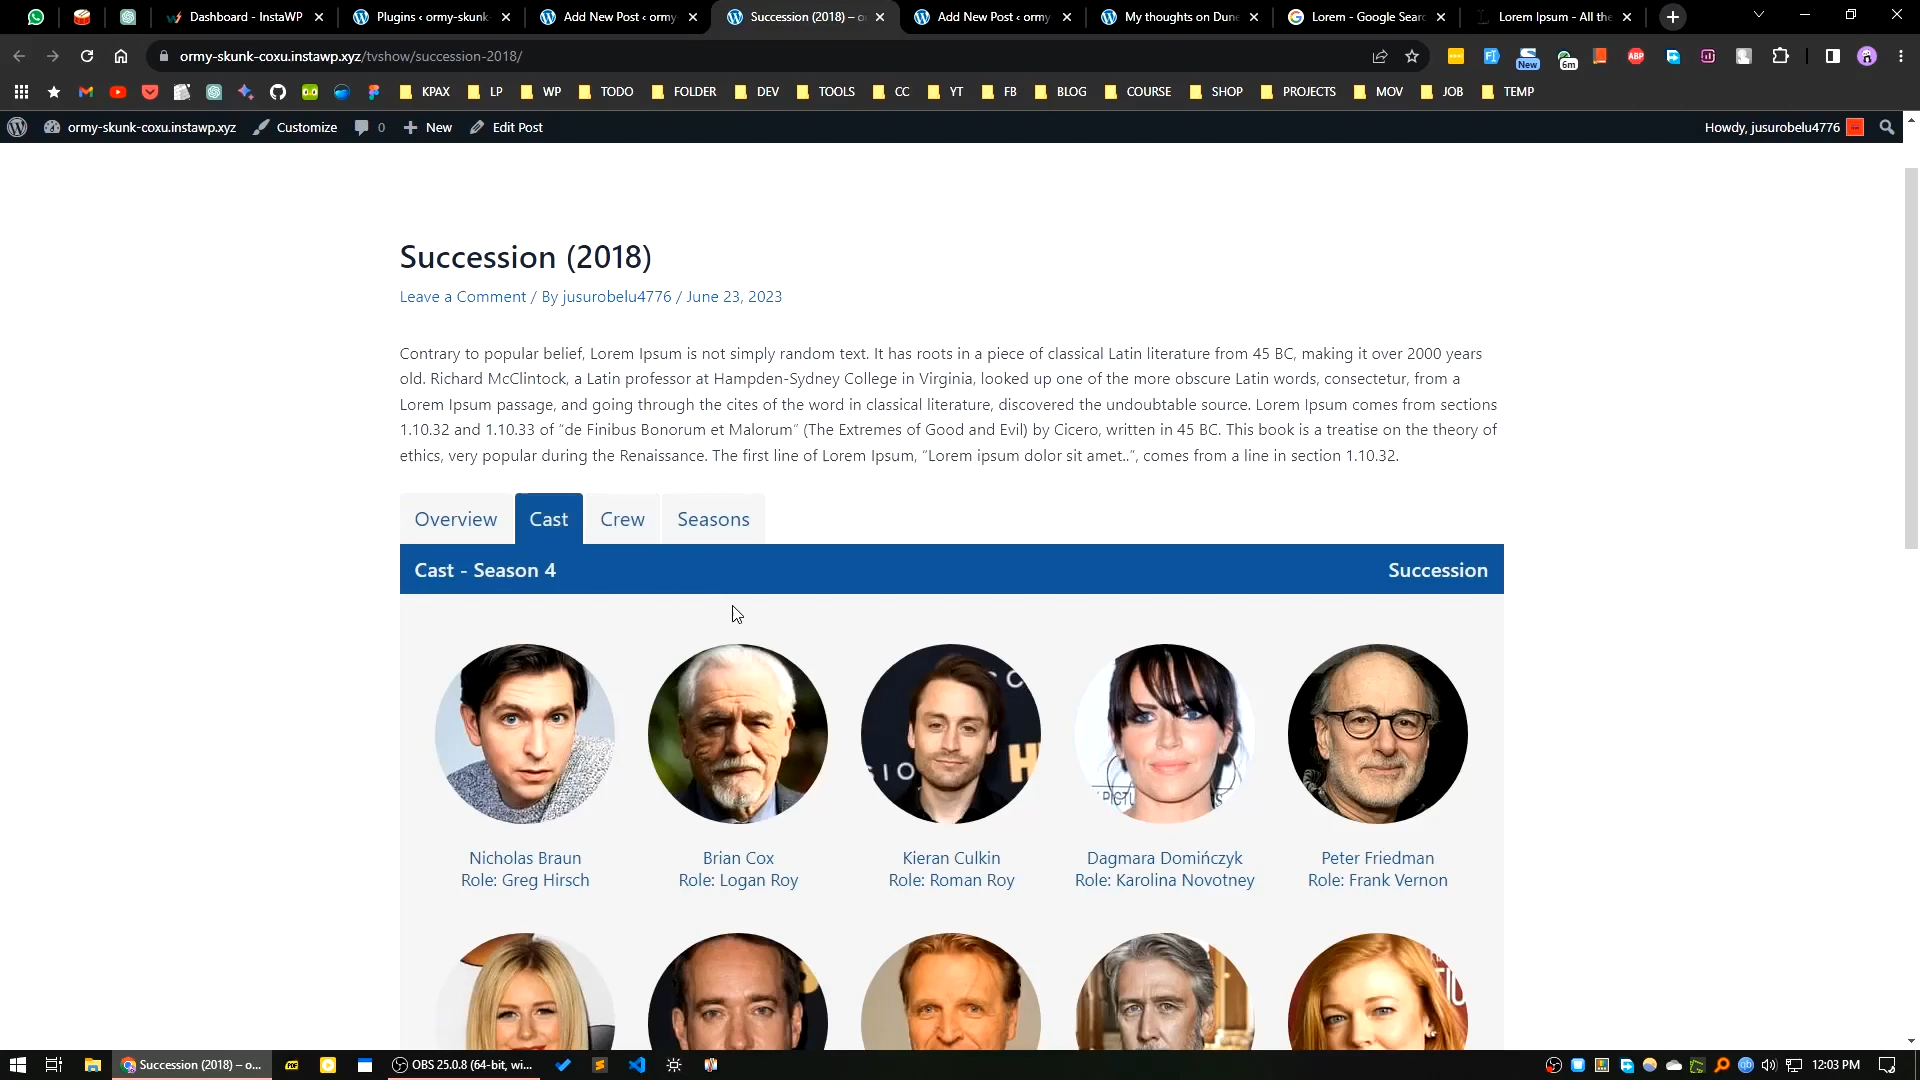 Dashboard - InstaWP
Plugins ‹ ormy-skunk-
Add New Post ‹ ormy
Succession (2018) – o
Add New Post ‹ ormy
My thoughts on Dune
Lorem - Google Searc
Lorem Ipsum - All the
ormy-skunk-coxu.instawp.xyz/tvshow/succession-2018/
New
6m
ABP
KPAX
LP
WP
TODO
FOLDER
DEV
TOOLS
CC
YT
FB
BLOG
COURSE
SHOP
PROJECTS
MOV
JOB
TEMP
ormy-skunk-coxu.instawp.xyz
Customize
0
New
Edit Post
Howdy, jusurobelu4776
Succession (2018)
Leave a Comment / By jusurobelu4776 / June 23, 2023
Contrary to popular belief, Lorem Ipsum is not simply random text. It has roots in a piece of classical Latin literature from 45 BC, making it over 2000 years
old. Richard McClintock, a Latin professor at Hampden-Sydney College in Virginia, looked up one of the more obscure Latin words, consectetur, from a
Lorem Ipsum passage, and going through the cites of the word in classical literature, discovered the undoubtable source. Lorem Ipsum comes from sections
1.10.32 and 1.10.33 of “de Finibus Bonorum et Malorum” (The Extremes of Good and Evil) by Cicero, written in 45 BC. This book is a treatise on the theory of
ethics, very popular during the Renaissance. The first line of Lorem Ipsum, “Lorem ipsum dolor sit amet..”, comes from a line in section 1.10.32.
Overview
Cast
Crew
Seasons
Cast - Season 4
Succession
Nicholas Braun
Role: Greg Hirsch
Brian Cox
Role: Logan Roy
Kieran Culkin
Role: Roman Roy
Dagmara Domińczyk
Role: Karolina Novotney
Peter Friedman
Role: Frank Vernon
Succession (2018) – o...
OBS 25.0.8 (64-bit, wi...
12:03 PM